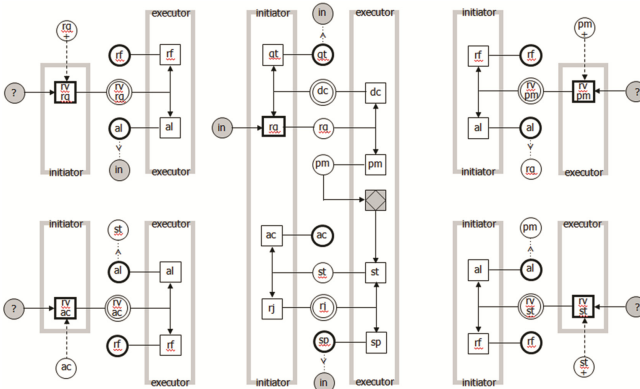 executor
rq
+
rf
rf
?
rv
rq
rv
rq
al
al
in
initiator
executor
initiator
executor
st
al
al
?
rv
ac
rv
ac
rf
rf
ac
initiator
executor
in
qt
qt
dc
dc
in
rq
rq
pm
pm
ac
ac
st
st
rj
rj
sp
sp
in
initiator
executor
initiator
pm
+
rf
rf
rv
pm
rv
pm
?
al
al
rq
initiator
executor
initiator
executor
pm
al
al
rv
st
rv
st
?
rf
rf
st
+
initiator